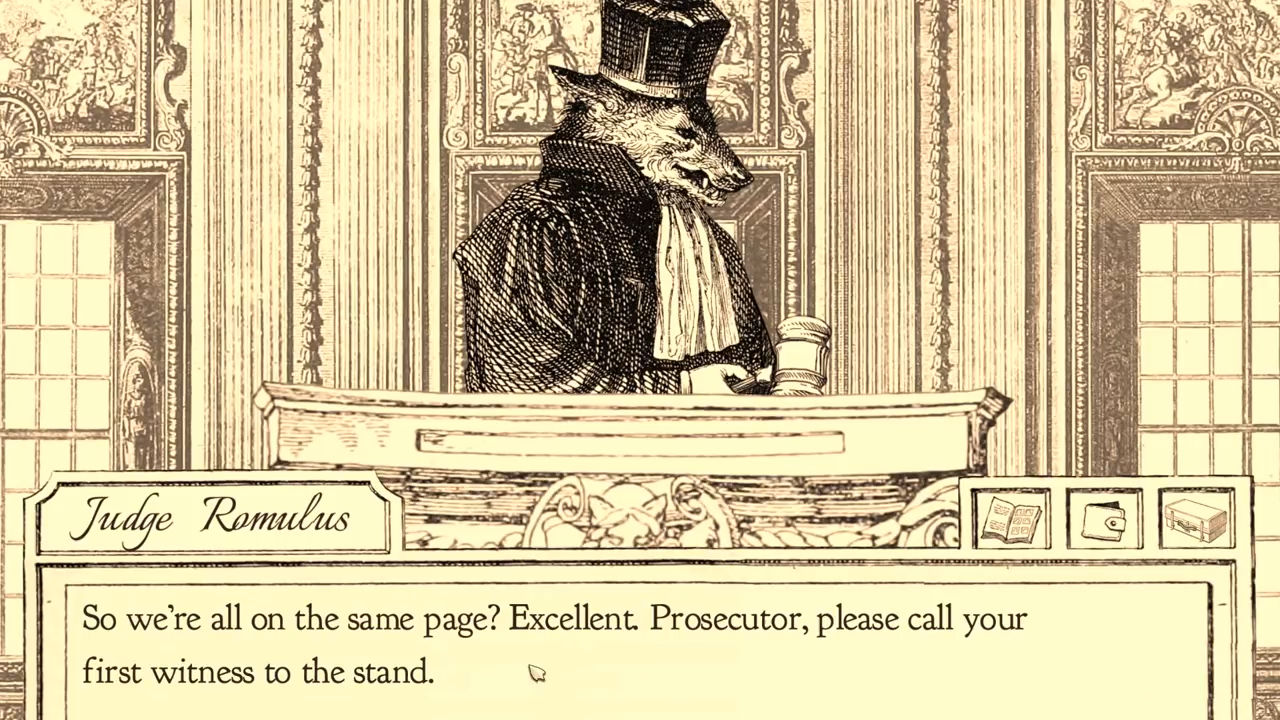 Judge Romulus
So we're all on the same page? Excellent. Prosecutor, please call your
first witness to the stand.